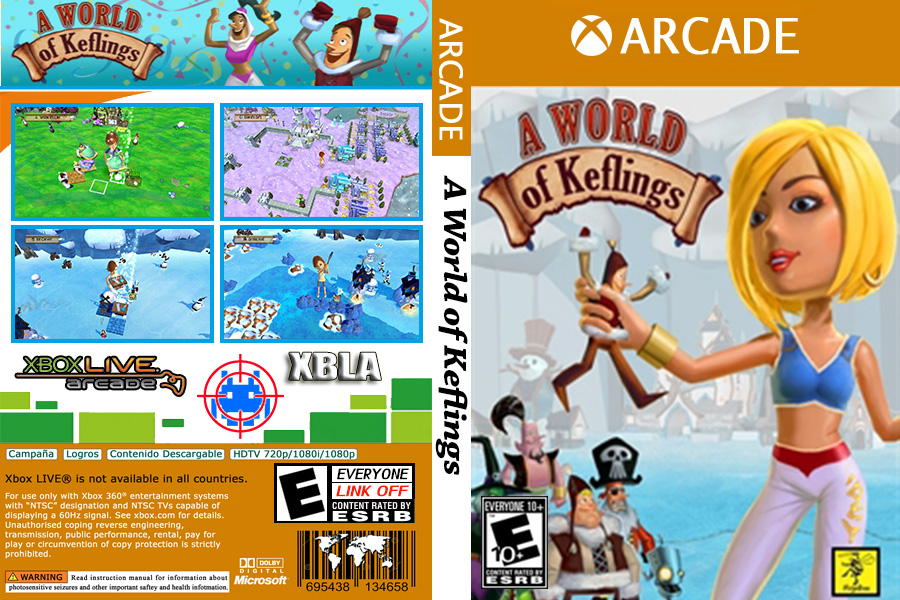 A WORLD
of Keflings
XBOX LIVE
arcade
XBLA
Campaña
Logros
Contenido Descargable
HDTV 720p/1080i/1080p
Xbox LIVE® is not available in all countries.
For use only with Xbox 360® entertainment systems
with “NTSC” designation and NTSC TVs capable of
displaying a 60Hz signal. See xbox.com for details.
Unauthorised coping reverse engineering,
transmission, public performance, rental, pay for
play or circumvention of copy protection is strictly
prohibited.
WARNING Read instruction manual for information about
photosensitive seizures and other important saftey and health infotmation.
E
EVERYONE
LINK OFF
CONTENT RATED BY
ESRB
DOLBY
DIGITAL
Microsoft
695438 134658
ARCADE
A World of Keflings
ARCADE
A WORLD
of Keflings
EVERYONE 10+
E
10+
CONTENT RATED BY
ESRB